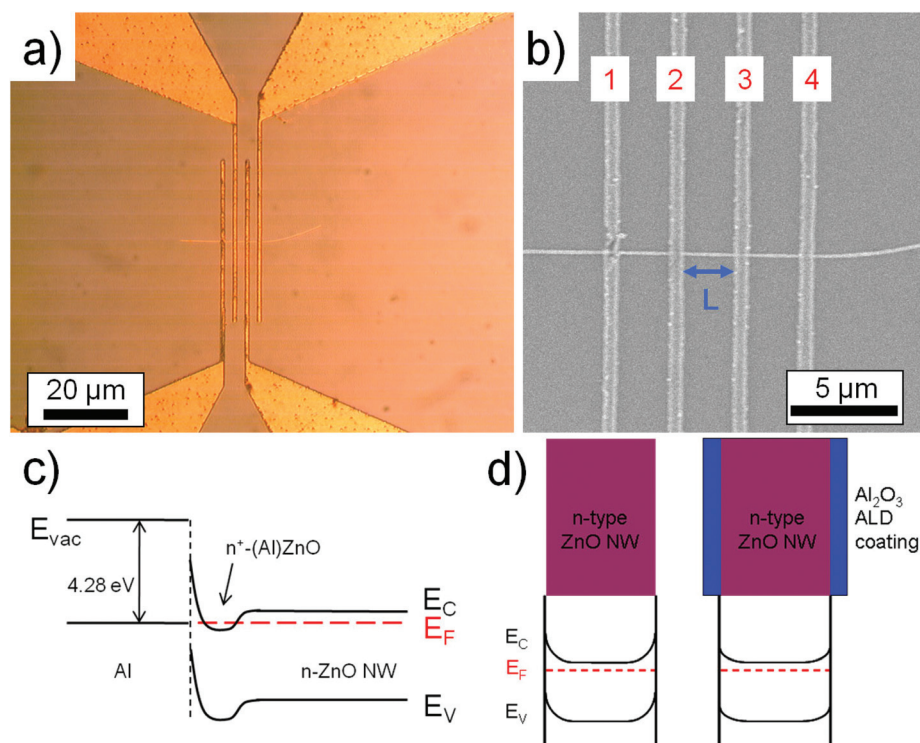 a)
20 μm
b)
1 2 3 4
L
5 μm
c)
E_vac
4.28 eV
n⁺-(Al)ZnO
E_C
E_F
Al
n-ZnO NW
E_V
d)
n-type
ZnO NW
n-type
ZnO NW
Al₂O₃
ALD
coating
E_C
E_F
E_V